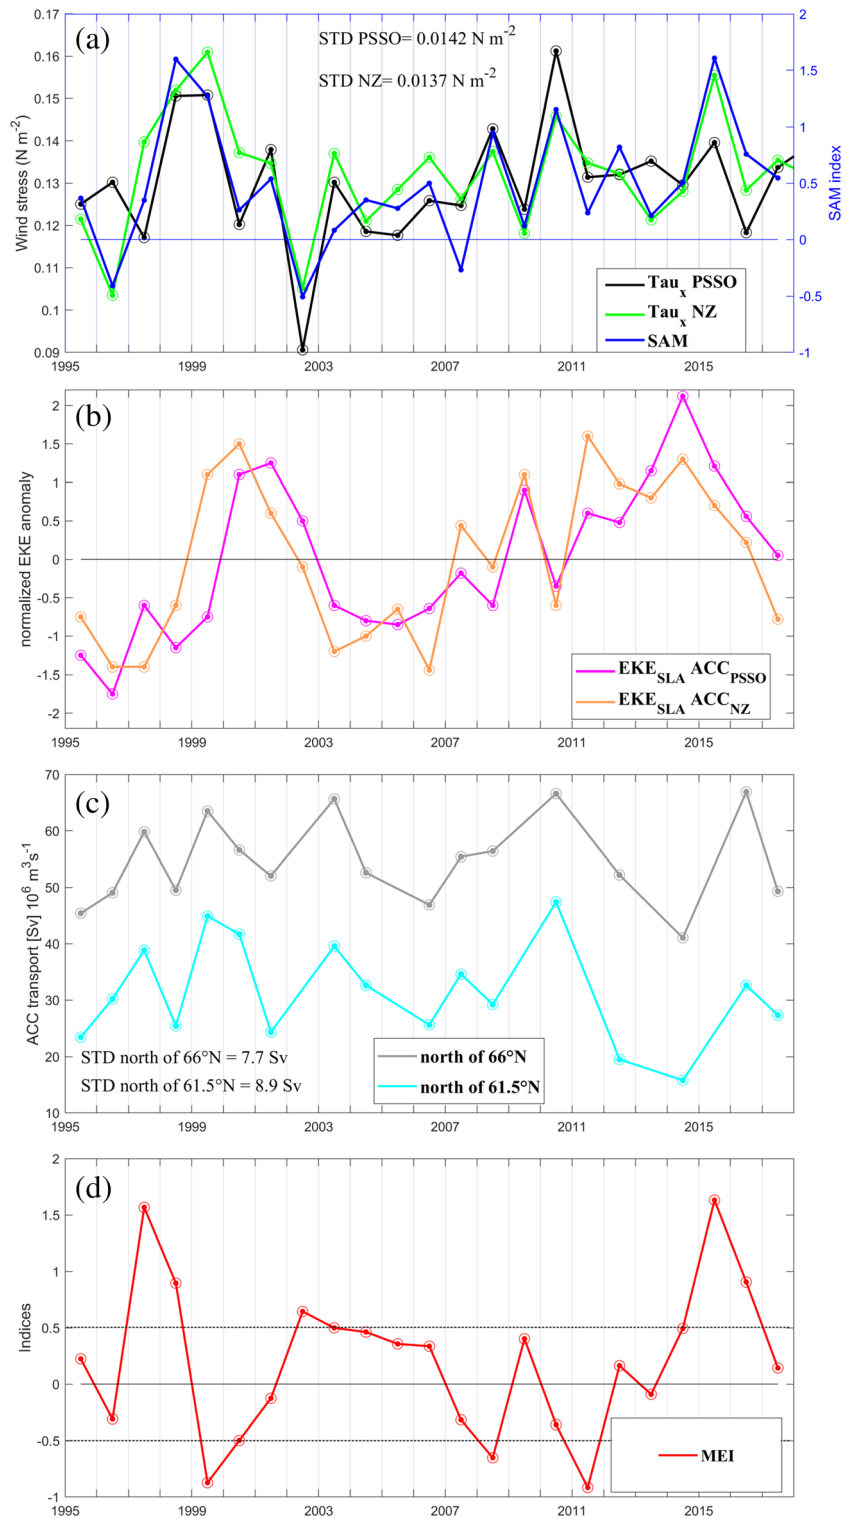 (a)
STD PSSO= 0.0142 N m-2
STD NZ= 0.0137 N m-2
Wind stress (N m-2)
0.17
0.16
0.15
0.14
0.13
0.12
0.11
0.1
0.09
2
1.5
1
0.5
0
-0.5
-1
SAM index
Taux PSSO
Taux NZ
SAM
1995 1999 2003 2007 2011 2015
(b)
normalized EKE anomaly
2
1.5
1
0.5
0
-0.5
-1
-1.5
-2
EKESLA ACCPSSO
EKESLA ACCNZ
1995 1999 2003 2007 2011 2015
(c)
ACC transport [Sv] 106 m3s-1
70
60
50
40
30
20
10
STD north of 66°N = 7.7 Sv
STD north of 61.5°N = 8.9 Sv
north of 66°N
north of 61.5°N
1995 1999 2003 2007 2011 2015
(d)
Indices
2
1.5
1
0.5
0
-0.5
-1
MEI
1995 1999 2003 2007 2011 2015